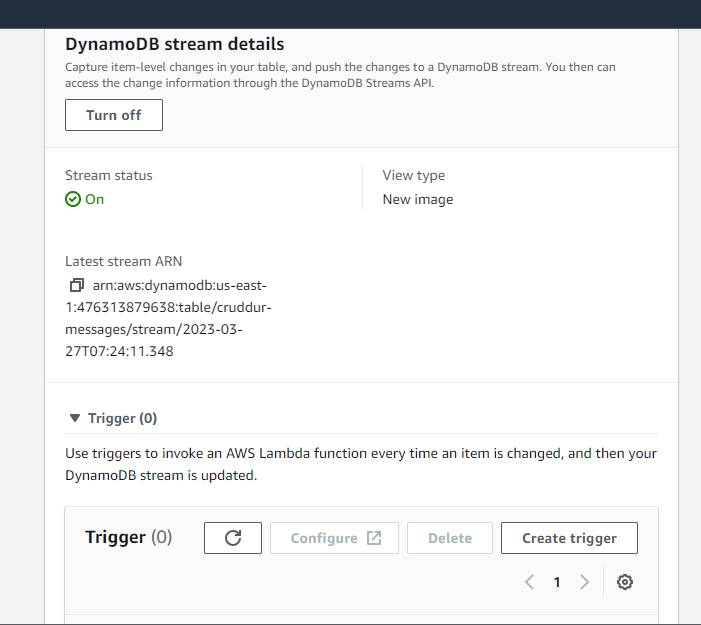 DynamoDB stream details
Capture item-level changes in your table, and push the changes to a DynamoDB stream. You then can
access the change information through the DynamoDB Streams API.
Turn off
Stream status
On
View type
New image
Latest stream ARN
arn:aws:dynamodb:us-east-
1:476313879638:table/cruddur-
messages/stream/2023-03-
27T07:24:11.348
Trigger (0)
Use triggers to invoke an AWS Lambda function every time an item is changed, and then your
DynamoDB stream is updated.
Trigger (0)
Configure
Delete
Create trigger
1